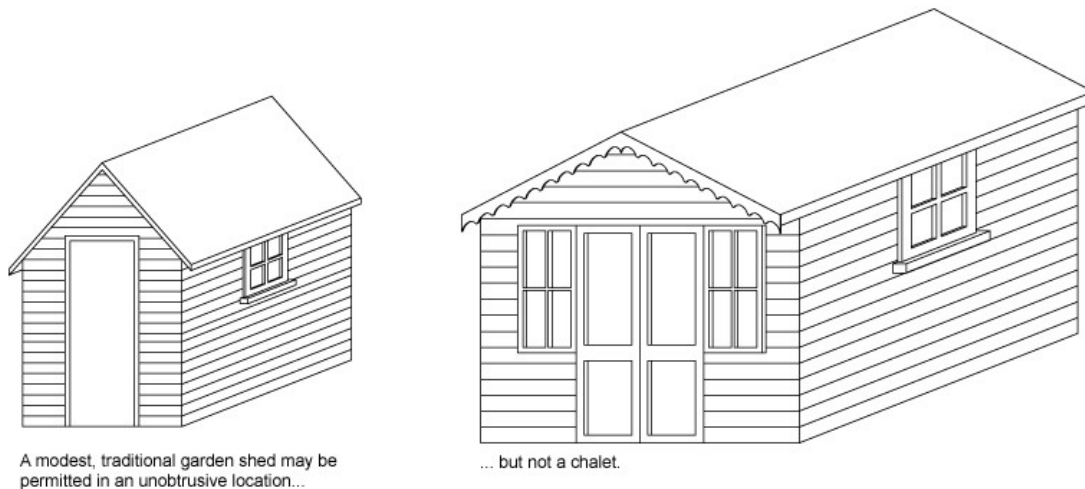 A modest, traditional garden shed may be
permitted in an unobtrusive location...
... but not a chalet.